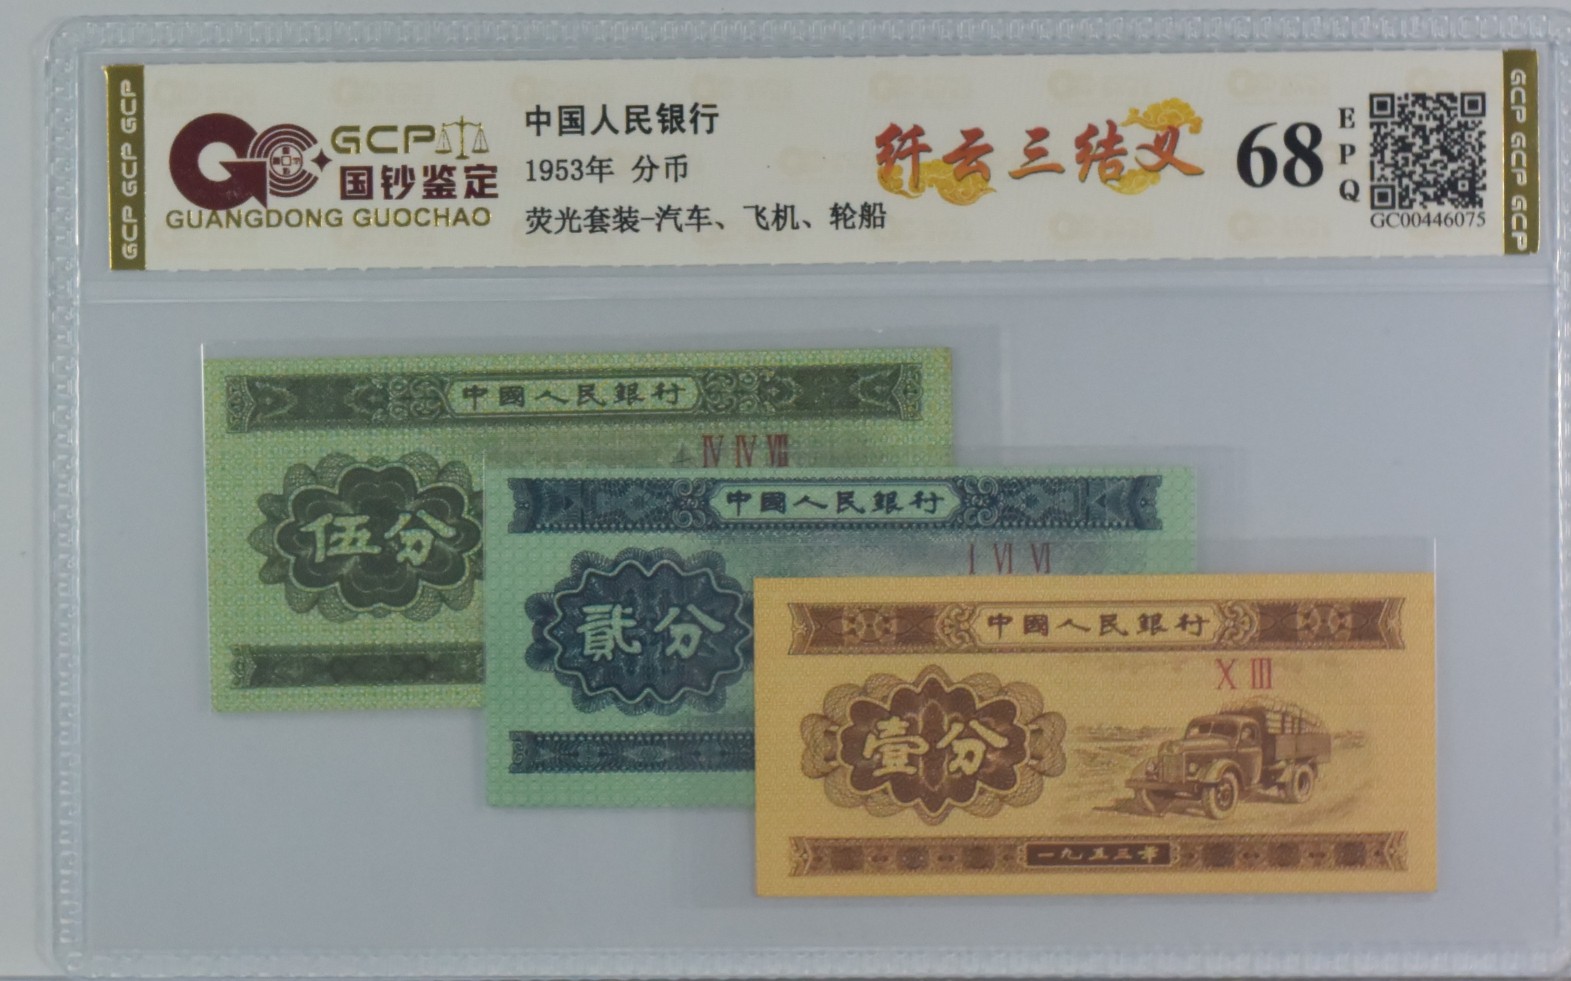 GCP GCP GCP
GCP
国钞鉴定
GUANGDONG GUOCHAO
中国人民银行
1953年 分币
荧光套装-汽车、飞机、轮船
纤云三结义
68
EPQ
GC00446075
GCP GCP GCP
中國人民銀行
ⅣⅣⅦ
伍分
中國人民銀行
Ⅰ Ⅵ Ⅵ
貳分
中國人民銀行
Ⅹ Ⅲ
壹分
一九五三年